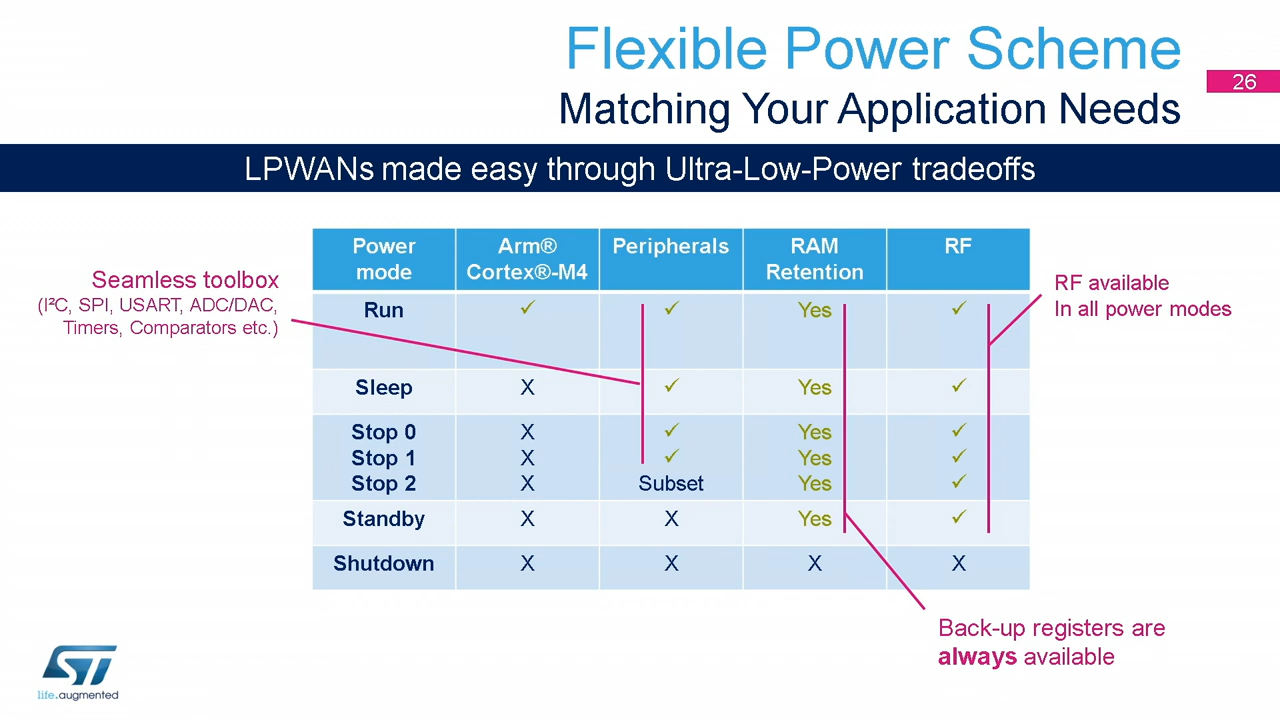 Flexible Power Scheme
Matching Your Application Needs
26
LPWANs made easy through Ultra-Low-Power tradeoffs
Seamless toolbox
(I²C, SPI, USART, ADC/DAC,
Timers, Comparators etc.)
Power mode Arm® Cortex®-M4 Peripherals RAM Retention RF
Run ✓ ✓ Yes ✓
Sleep X ✓ Yes ✓
Stop 0 X ✓ Yes ✓
Stop 1 X ✓ Yes ✓
Stop 2 X Subset Yes ✓
Standby X X Yes ✓
Shutdown X X X X
RF available
In all power modes
Back-up registers are
always available
ST
life.augmented